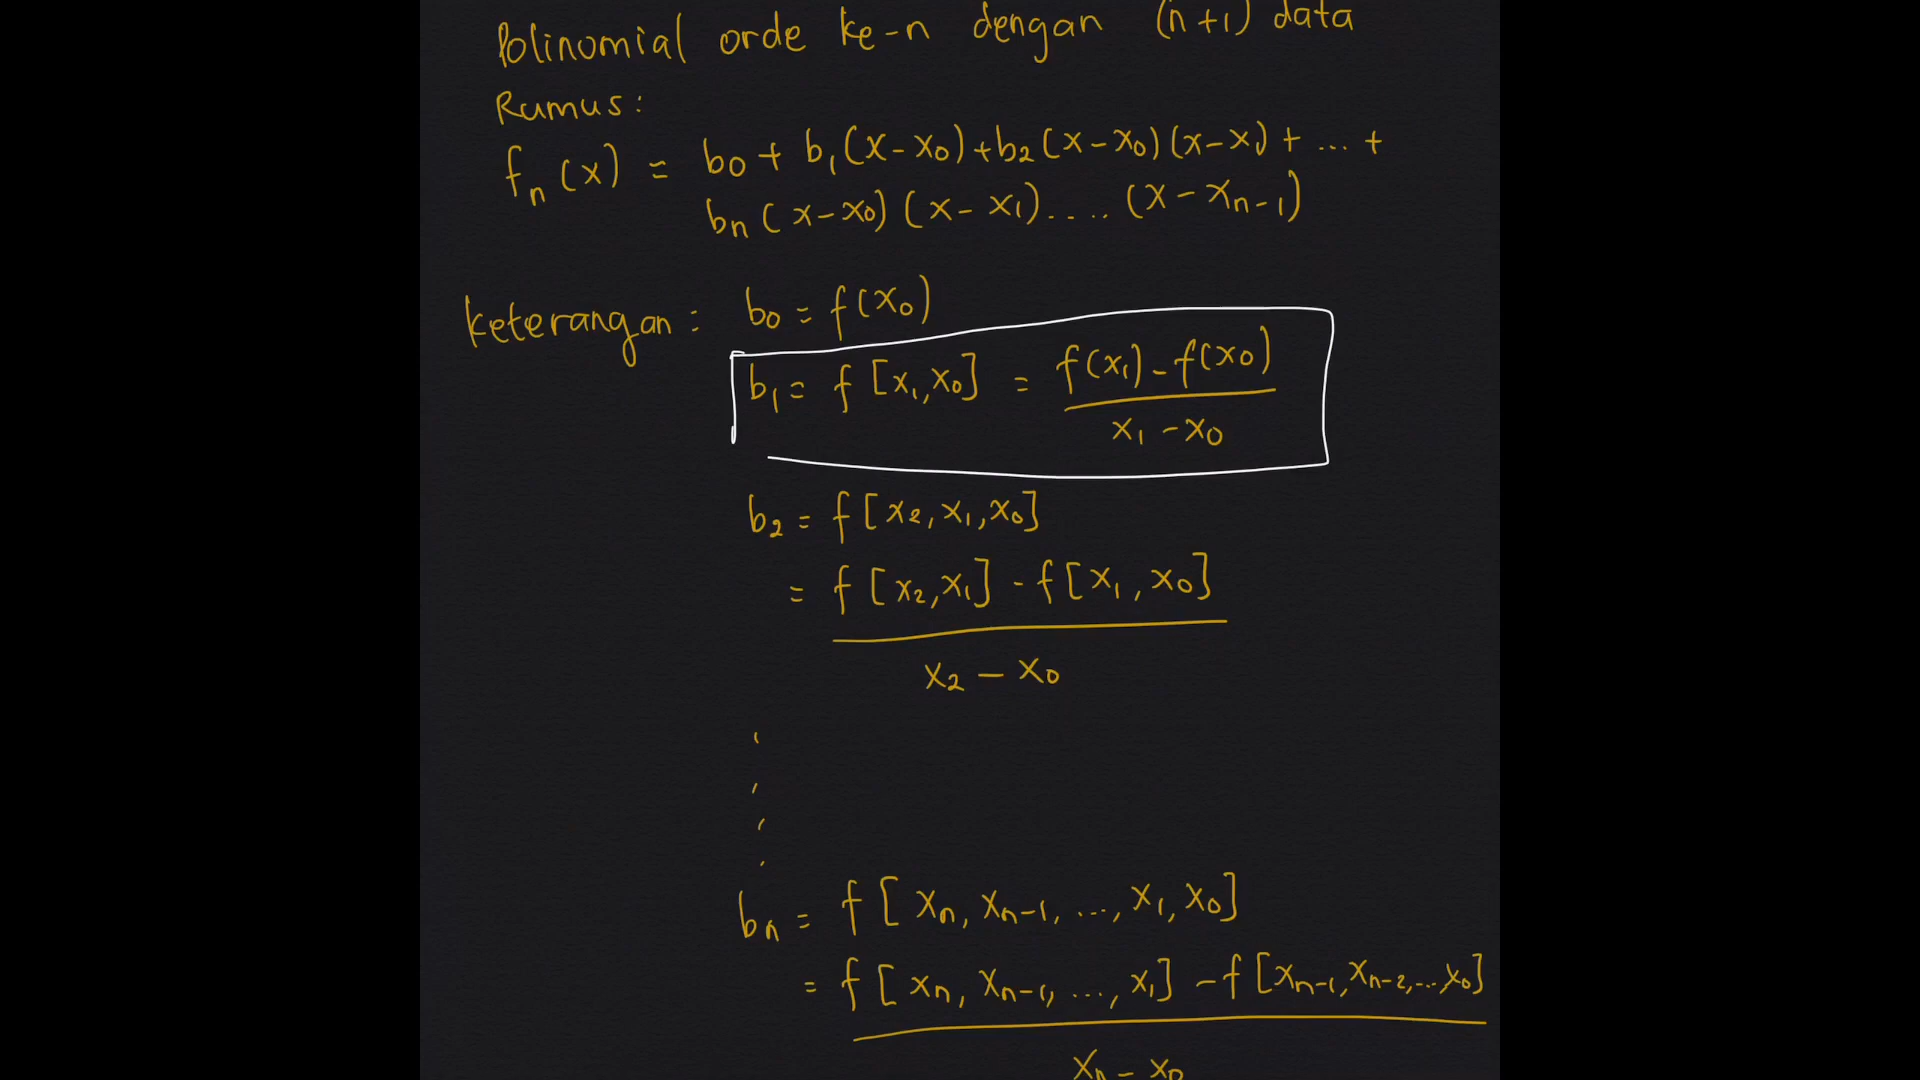 Polinomial orde ke-n dengan (n+1) data
Rumus:
fₙ(x) = b₀ + b₁(x-x₀)+b₂(x-x₀)(x-x₁)+...+
bₙ(x-x₀)(x-x₁)....(x-xₙ₋₁)
keterangan: b₀ = f(x₀)
b₁ = f[x₁,x₀] = f(x₁)-f(x₀)
x₁-x₀
b₂ = f[x₂,x₁,x₀]
= f[x₂,x₁] - f[x₁,x₀]
x₂-x₀
.
.
.
.
bₙ = f[xₙ, xₙ₋₁, ..., x₁, x₀]
= f[xₙ, xₙ₋₁, ..., x₁] - f[xₙ₋₁,xₙ₋₂,...,x₀]
xₙ-x₀